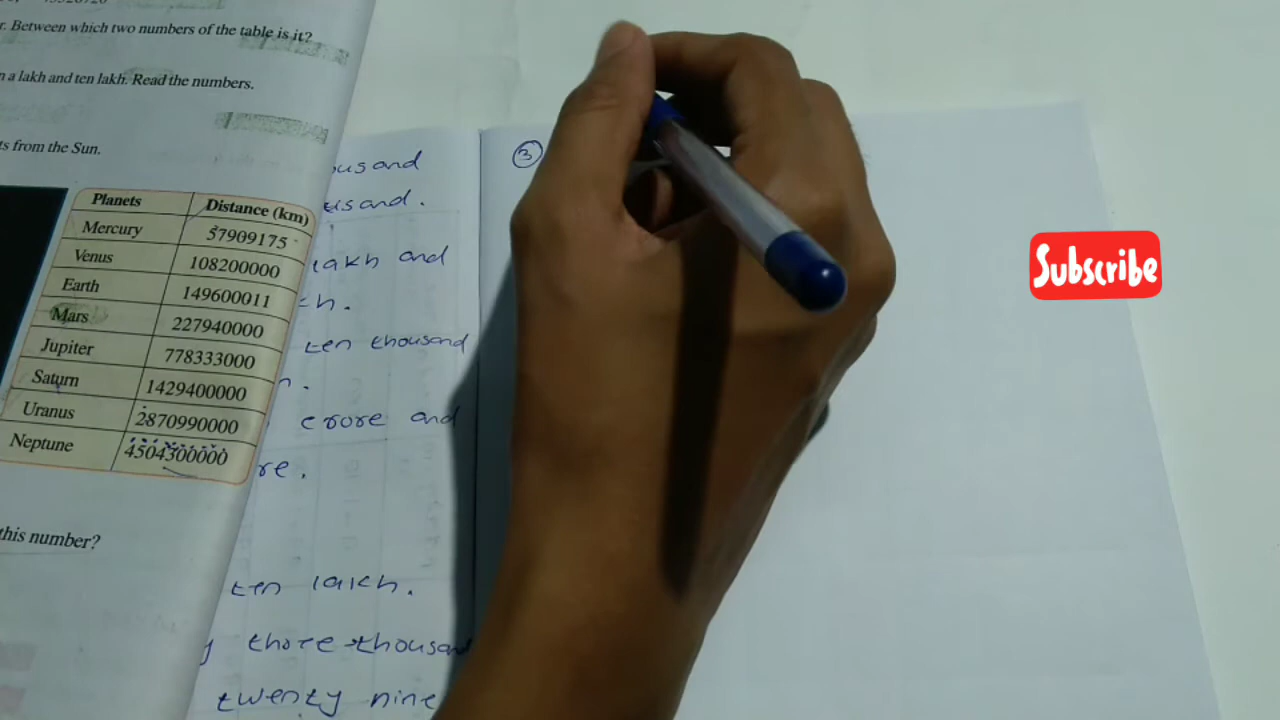 r. Between which two numbers of the table is it?
n a lakh and ten lakh. Read the numbers.
ts from the Sun.
Planets Distance (km)
Mercury 57909175
Venus 108200000
Earth 149600011
Mars 227940000
Jupiter 778333000
Saturn 1429400000
Uranus 2870990000
Neptune 4504300000
this number?
ousand
usand.
lakh and
h.
ten thousand
n.
crore and
re.
ten lakh.
y thore thousand
twenty nine
3
Subscribe